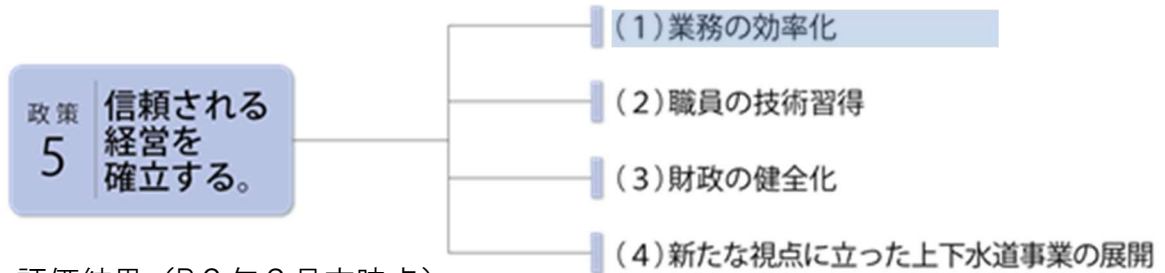 政策
5
信頼される
経営を
確立する。
(1)業務の効率化
(2)職員の技術習得
(3)財政の健全化
(4)新たな視点に立った上下水道事業の展開